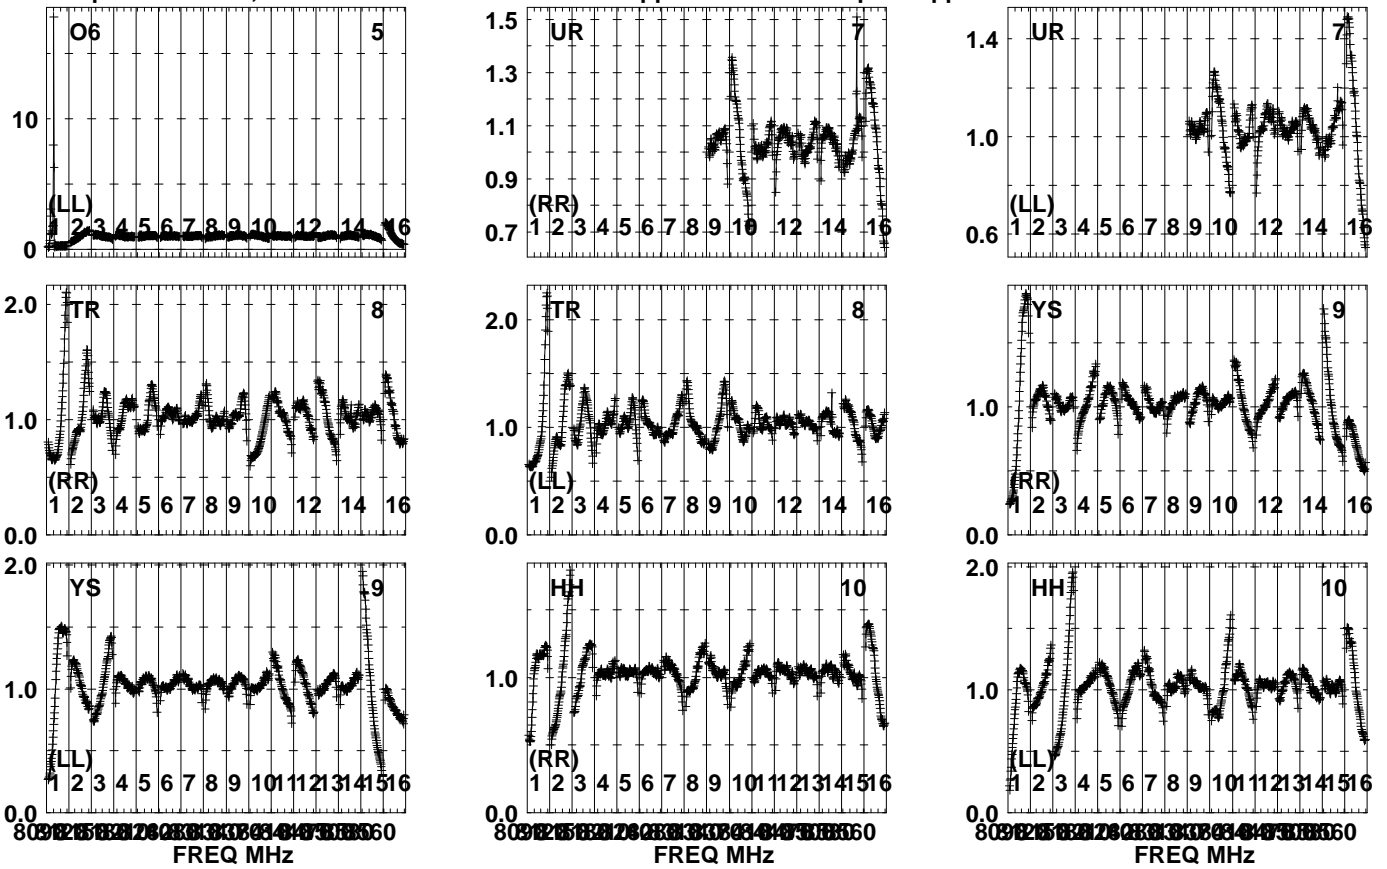 O6 5
10
(LL)
1 2 3 4 5 6 7 8 9 10 12 14 16
0
UR 7
1.5
1.3
1.1
0.9
(RR)
1 2 3 4 5 6 7 8 9 10 12 14 16
0.7
UR 7
1.4
1.0
(LL)
1 2 3 4 5 6 7 8 9 10 12 14 16
0.6
TR 8
2.0
1.0
(RR)
1 2 3 4 5 6 7 8 9 10 12 14 16
0.0
TR 8
2.0
1.0
(LL)
1 2 3 4 5 6 7 8 9 10 12 14 16
0.0
YS 9
1.0
(RR)
1 2 3 4 5 6 7 8 9 10 12 14 16
0.0
YS 9
2.0
1.0
(LL)
1 2 3 4 5 6 7 8 9 10 11 12 13 14 15 16
0.0
FREQ MHz
HH 10
1.0
(RR)
1 2 3 4 5 6 7 8 9 10 11 12 13 14 15 16
0.0
FREQ MHz
HH 10
2.0
1.0
(LL)
1 2 3 4 5 6 7 8 9 10 11 12 13 14 15 16
0.0
FREQ MHz